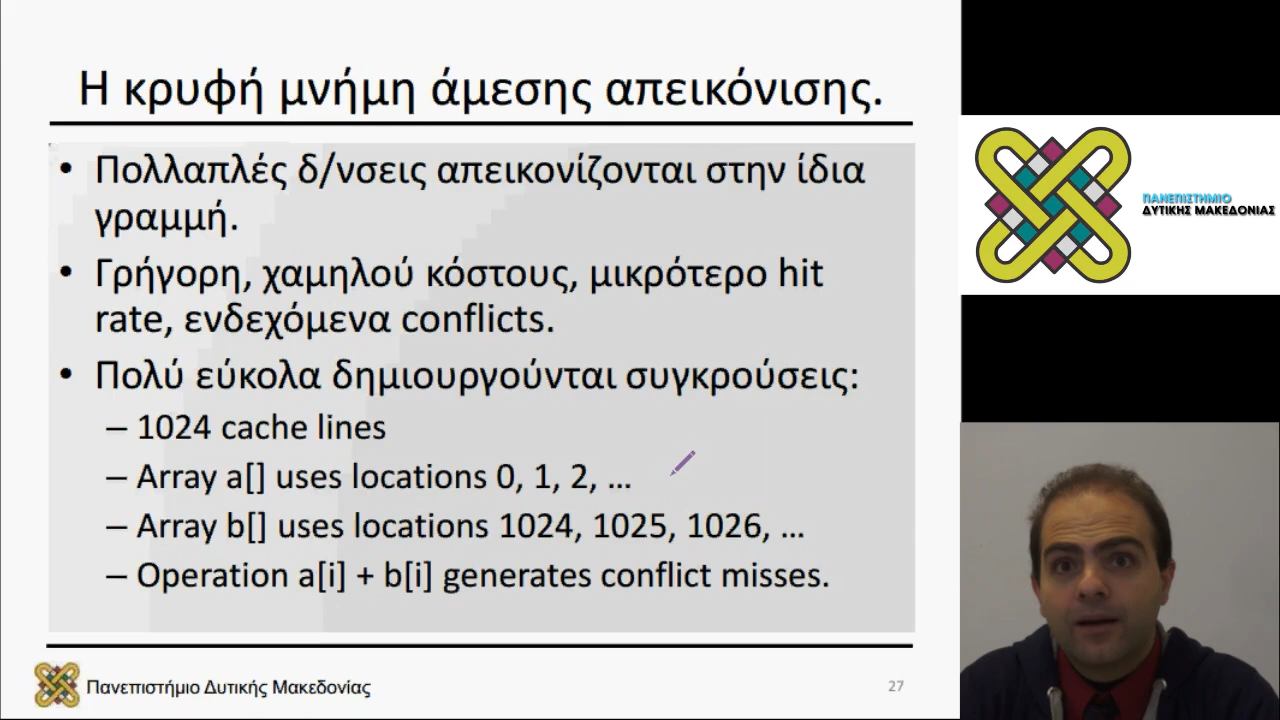 Η κρυφή μνήμη άμεσης απεικόνισης.
• Πολλαπλές δ/νσεις απεικονίζονται στην ίδια
γραμμή.
• Γρήγορη, χαμηλού κόστους, μικρότερο hit
rate, ενδεχόμενα conflicts.
• Πολύ εύκολα δημιουργούνται συγκρούσεις:
– 1024 cache lines
– Array a[] uses locations 0, 1, 2, …
– Array b[] uses locations 1024, 1025, 1026, …
– Operation a[i] + b[i] generates conflict misses.
Πανεπιστήμιο Δυτικής Μακεδονίας
27
ΠΑΝΕΠΙΣΤΗΜΙΟ
ΔΥΤΙΚΗΣ ΜΑΚΕΔΟΝΙΑΣ